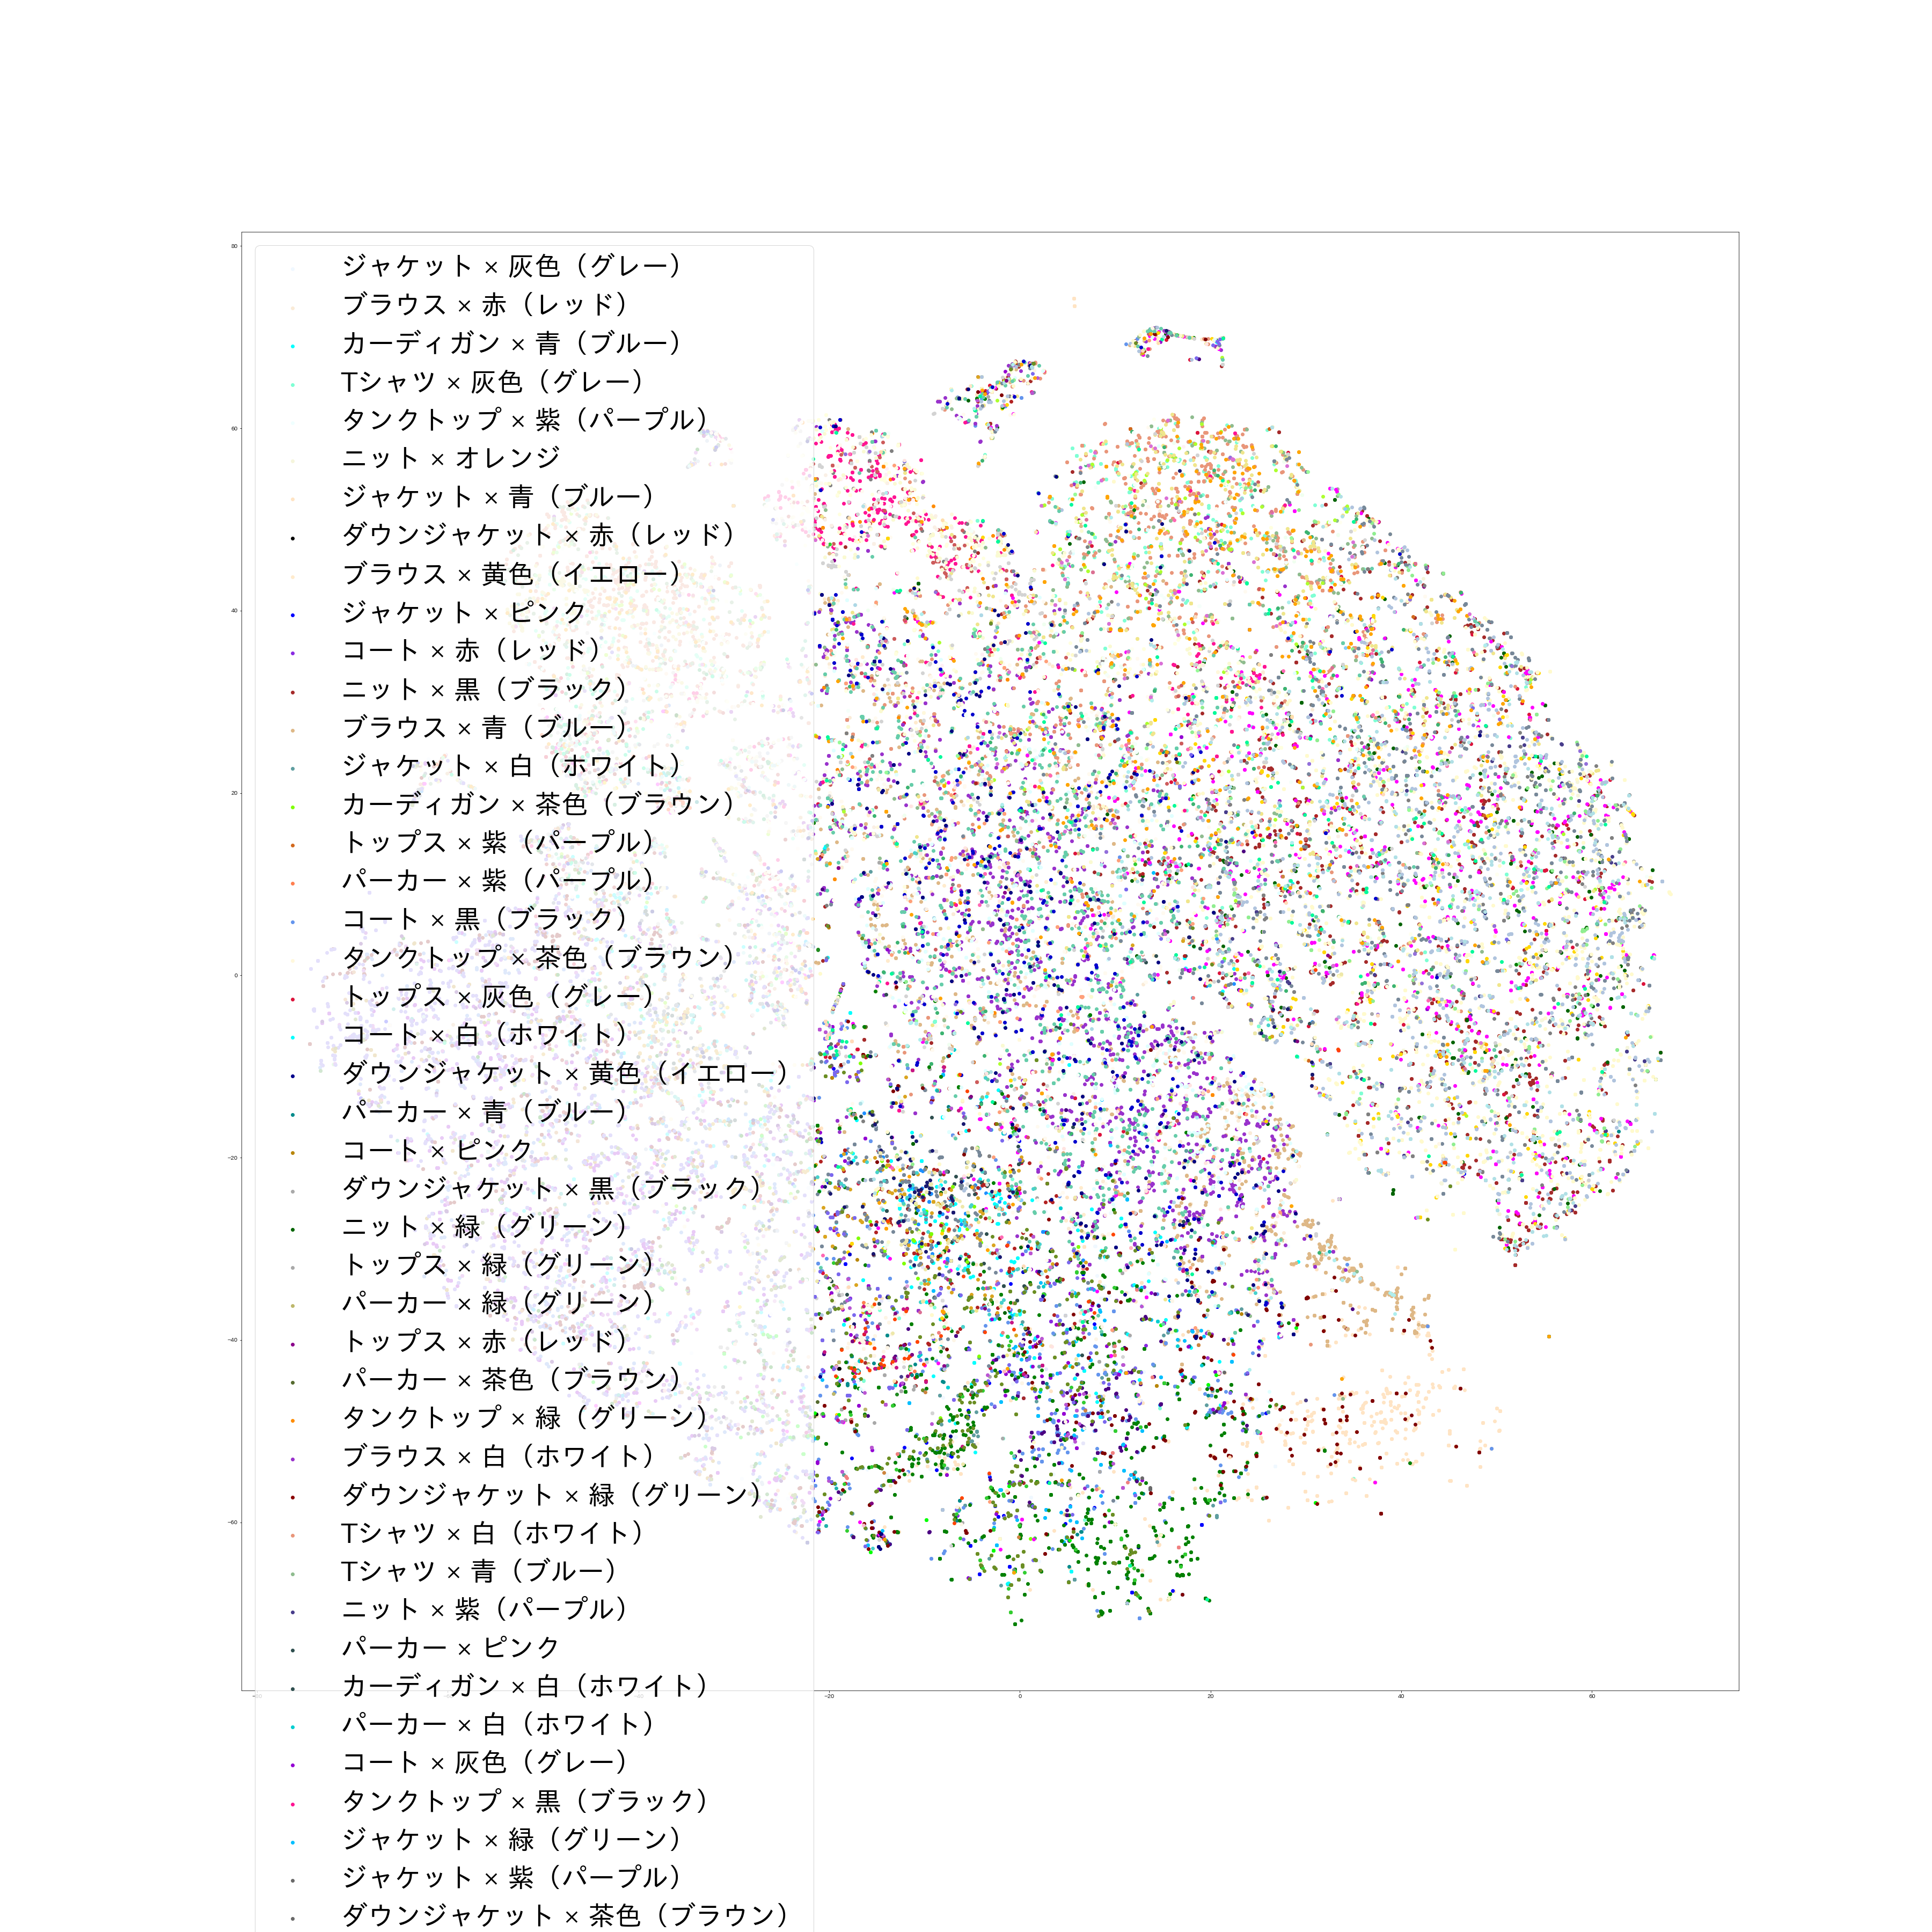 80
ジャケット × 灰色（グレー）
ブラウス × 赤（レッド）
カーディガン × 青（ブルー）
Tシャツ × 灰色（グレー）
タンクトップ × 紫（パープル）
60
ニット × オレンジ
ジャケット × 青（ブルー）
ダウンジャケット × 赤（レッド）
ブラウス × 黄色（イエロー）
ジャケット × ピンク
40
コート × 赤（レッド）
ニット × 黒（ブラック）
ブラウス × 青（ブルー）
ジャケット × 白（ホワイト）
20
カーディガン × 茶色（ブラウン）
トップス × 紫（パープル）
パーカー × 紫（パープル）
コート × 黒（ブラック）
タンクトップ × 茶色（ブラウン）
0
トップス × 灰色（グレー）
コート × 白（ホワイト）
ダウンジャケット × 黄色（イエロー）
パーカー × 青（ブルー）
コート × ピンク
−20
ダウンジャケット × 黒（ブラック）
ニット × 緑（グリーン）
トップス × 緑（グリーン）
パーカー × 緑（グリーン）
トップス × 赤（レッド）
−40
パーカー × 茶色（ブラウン）
タンクトップ × 緑（グリーン）
ブラウス × 白（ホワイト）
ダウンジャケット × 緑（グリーン）
−60
Tシャツ × 白（ホワイト）
Tシャツ × 青（ブルー）
ニット × 紫（パープル）
パーカー × ピンク
カーディガン × 白（ホワイト）
−20 0 20 40 60
パーカー × 白（ホワイト）
コート × 灰色（グレー）
タンクトップ × 黒（ブラック）
ジャケット × 緑（グリーン）
ジャケット × 紫（パープル）
ダウンジャケット × 茶色（ブラウン）